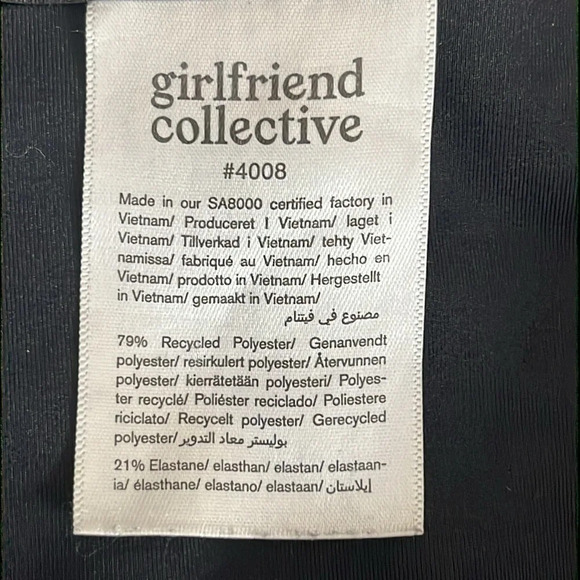 girlfriend
collective
#4008
Made in our SA8000 certified factory in
Vietnam/ Produceret I Vietnam/ laget i
Vietnam/ Tillverkad i Vietnam/ tehty Viet-
namissa/ fabriqué au Vietnam/ hecho en
Vietnam/ prodotto in Vietnam/ Hergestellt
in Vietnam/ gemaakt in Vietnam/
مصنوع في فيتنام
79% Recycled Polyester/ Genanvendt
polyester/ resirkulert polyester/ Återvunnen
polyester/ kierrätetään polyesteri/ Polyes-
ter recyclé/ Poliéster reciclado/ Poliestere
riciclato/ Recycelt polyester/ Gerecycled
polyester/ بوليستر معاد التدوير
21% Elastane/ elasthan/ elastan/ elastaan-
ia/ élasthane/ elastano/ elastaan/ إيلاستان